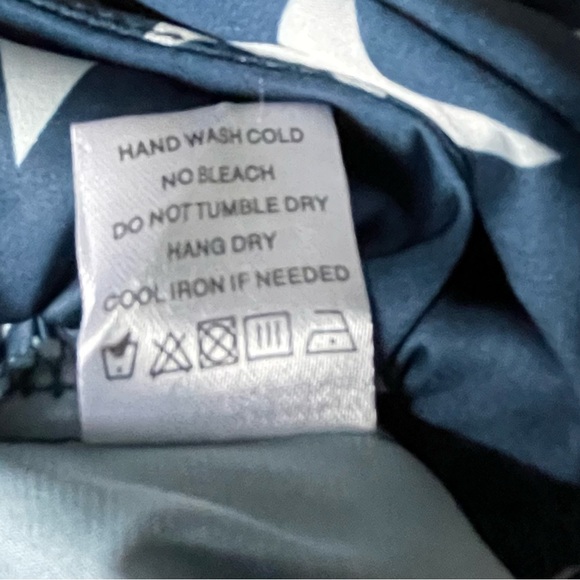 HAND WASH COLD
NO BLEACH
DO NOT TUMBLE DRY
HANG DRY
COOL IRON IF NEEDED